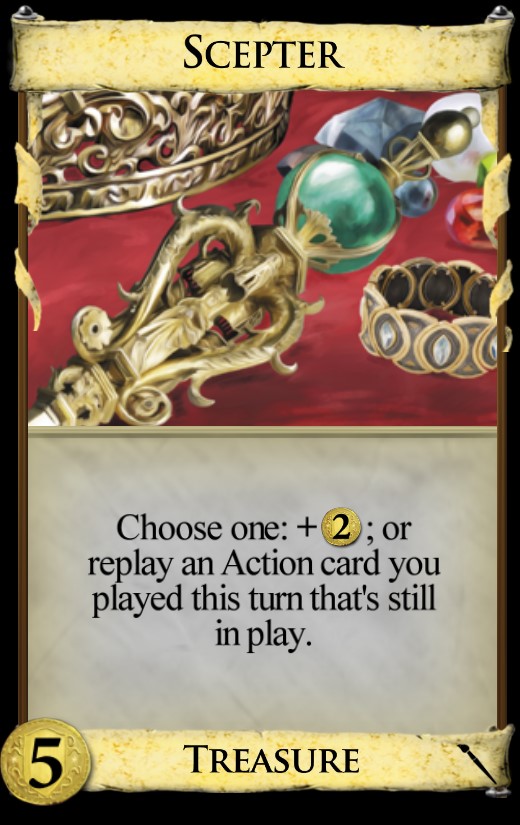 Scepter
Choose one: +2; or
replay an Action card you
played this turn that's still
in play.
5 Treasure